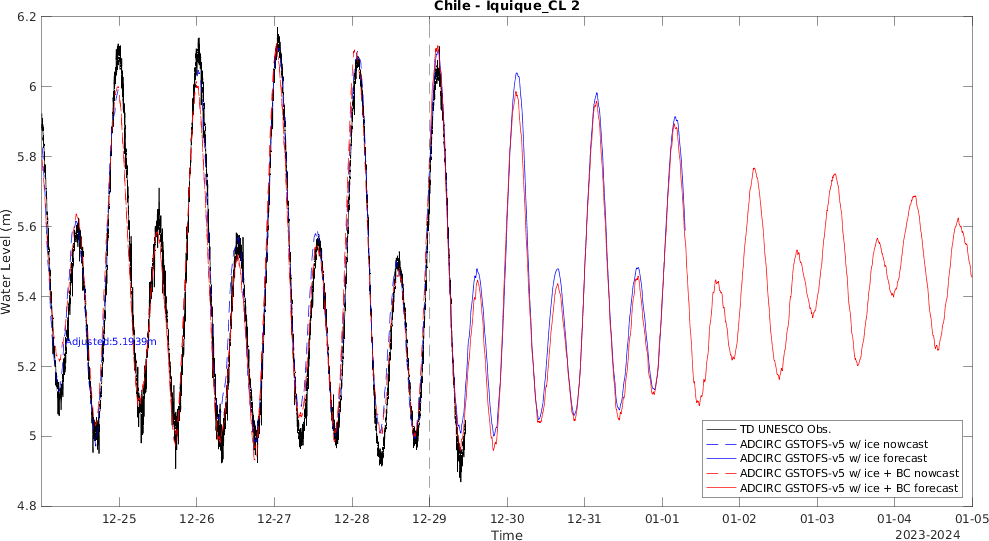 Chile - Iquique_CL 2
6.2
6
5.8
5.6
5.4
5.2
5
4.8
Water Level (m)
Adjusted:5.1939m
TD UNESCO Obs.
ADCIRC GSTOFS-v5 w/ ice nowcast
ADCIRC GSTOFS-v5 w/ ice forecast
ADCIRC GSTOFS-v5 w/ ice + BC nowcast
ADCIRC GSTOFS-v5 w/ ice + BC forecast
12-25 12-26 12-27 12-28 12-29 12-30 12-31 01-01 01-02 01-03 01-04 01-05
Time
2023-2024